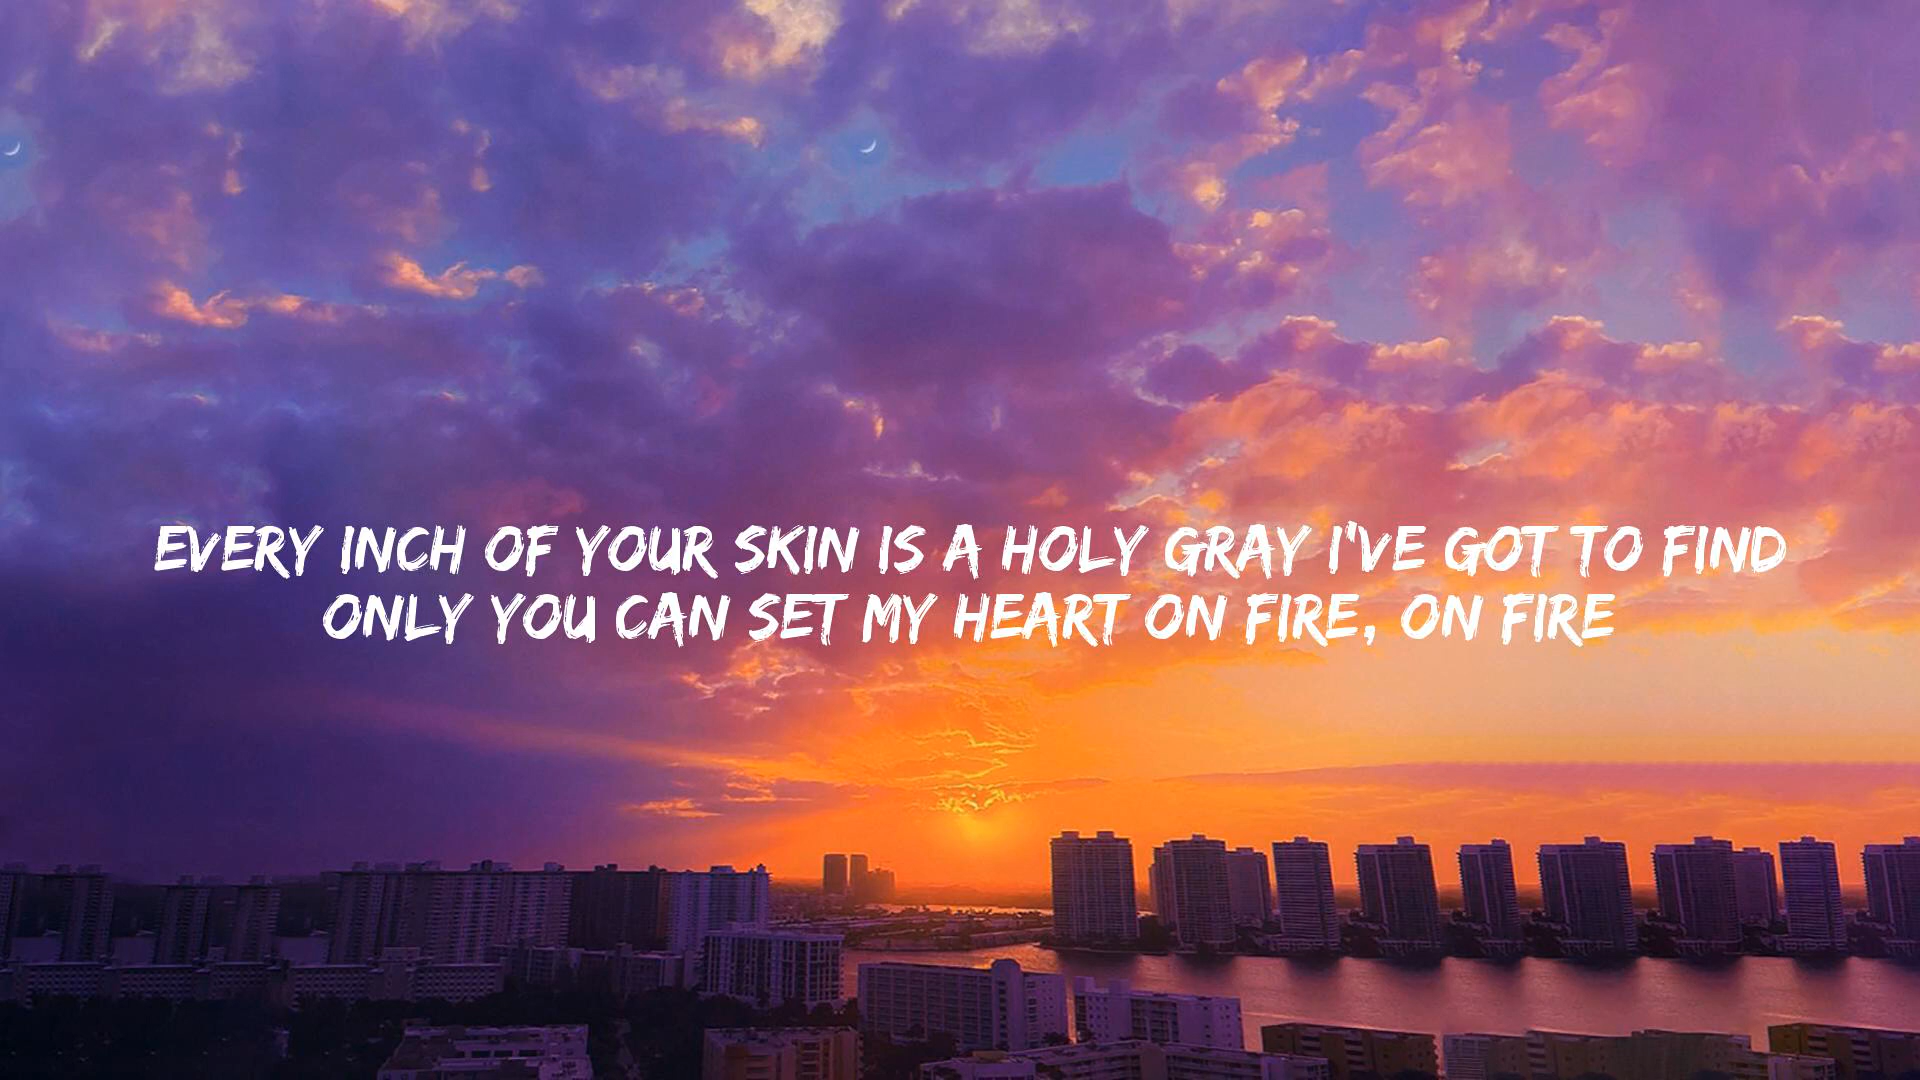 EVERY INCH OF YOUR SKIN IS A HOLY GRAY I'VE GOT TO FIND
ONLY YOU CAN SET MY HEART ON FIRE, ON FIRE